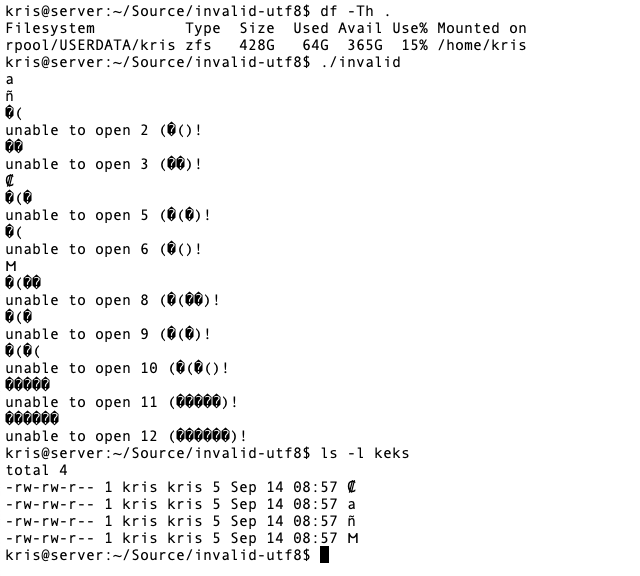 kris@server:~/Source/invalid-utf8$ df -Th .
Filesystem           Type  Size  Used Avail Use% Mounted on
rpool/USERDATA/kris zfs   428G   64G  365G  15% /home/kris
kris@server:~/Source/invalid-utf8$ ./invalid
a
ñ
�(
unable to open 2 (�()!
��
unable to open 3 (��)!
₡
�(�
unable to open 5 (�(�)!
�(
unable to open 6 (�()!
𐌼
�(��
unable to open 8 (�(��)!
�(�
unable to open 9 (�(�)!
�(�(
unable to open 10 (�(�()!
�����
unable to open 11 (�����)!
������
unable to open 12 (������)!
kris@server:~/Source/invalid-utf8$ ls -l keks
total 4
-rw-rw-r-- 1 kris kris 5 Sep 14 08:57 ₡
-rw-rw-r-- 1 kris kris 5 Sep 14 08:57 a
-rw-rw-r-- 1 kris kris 5 Sep 14 08:57 ñ
-rw-rw-r-- 1 kris kris 5 Sep 14 08:57 𐌼
kris@server:~/Source/invalid-utf8$